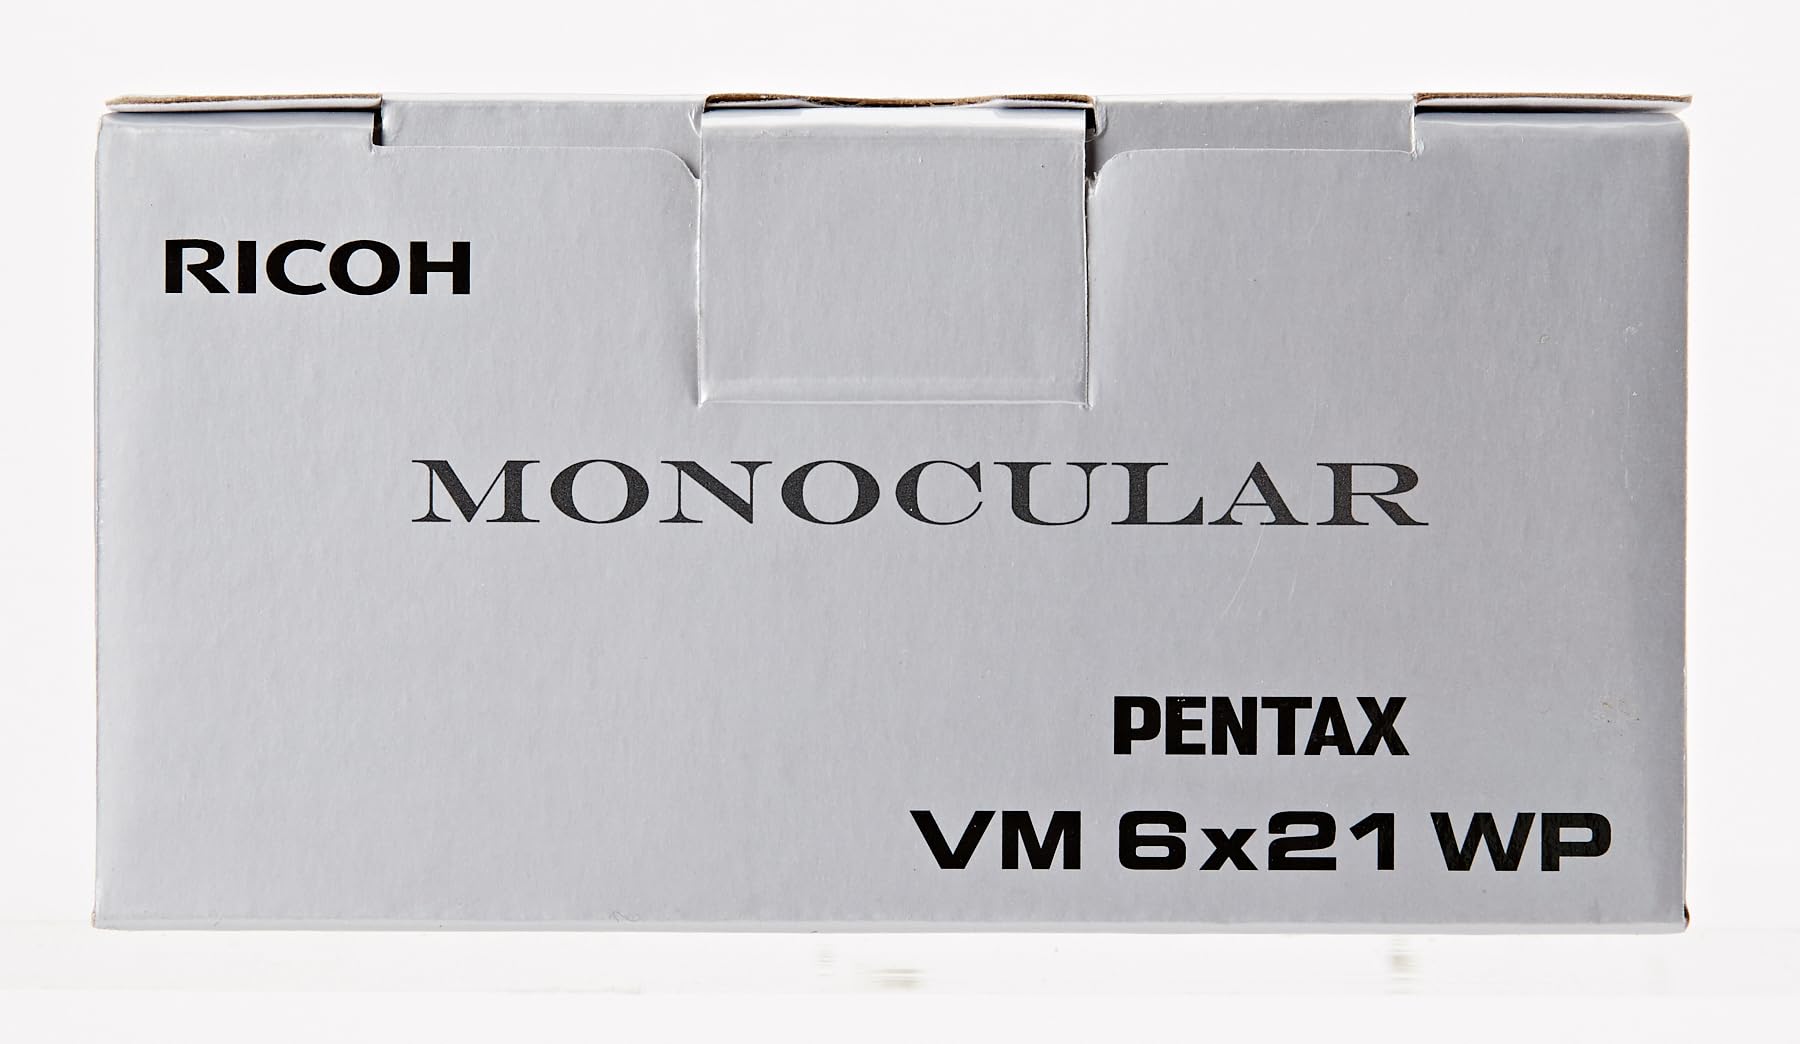 RICOH
MONOCULAR
PENTAX
VM 6x21 WP